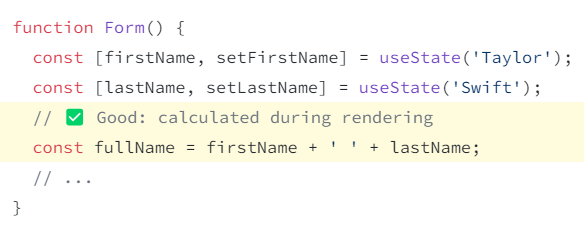 function Form() {
  const [firstName, setFirstName] = useState('Taylor');
  const [lastName, setLastName] = useState('Swift');
  // ✅ Good: calculated during rendering
  const fullName = firstName + ' ' + lastName;
  // ...
}